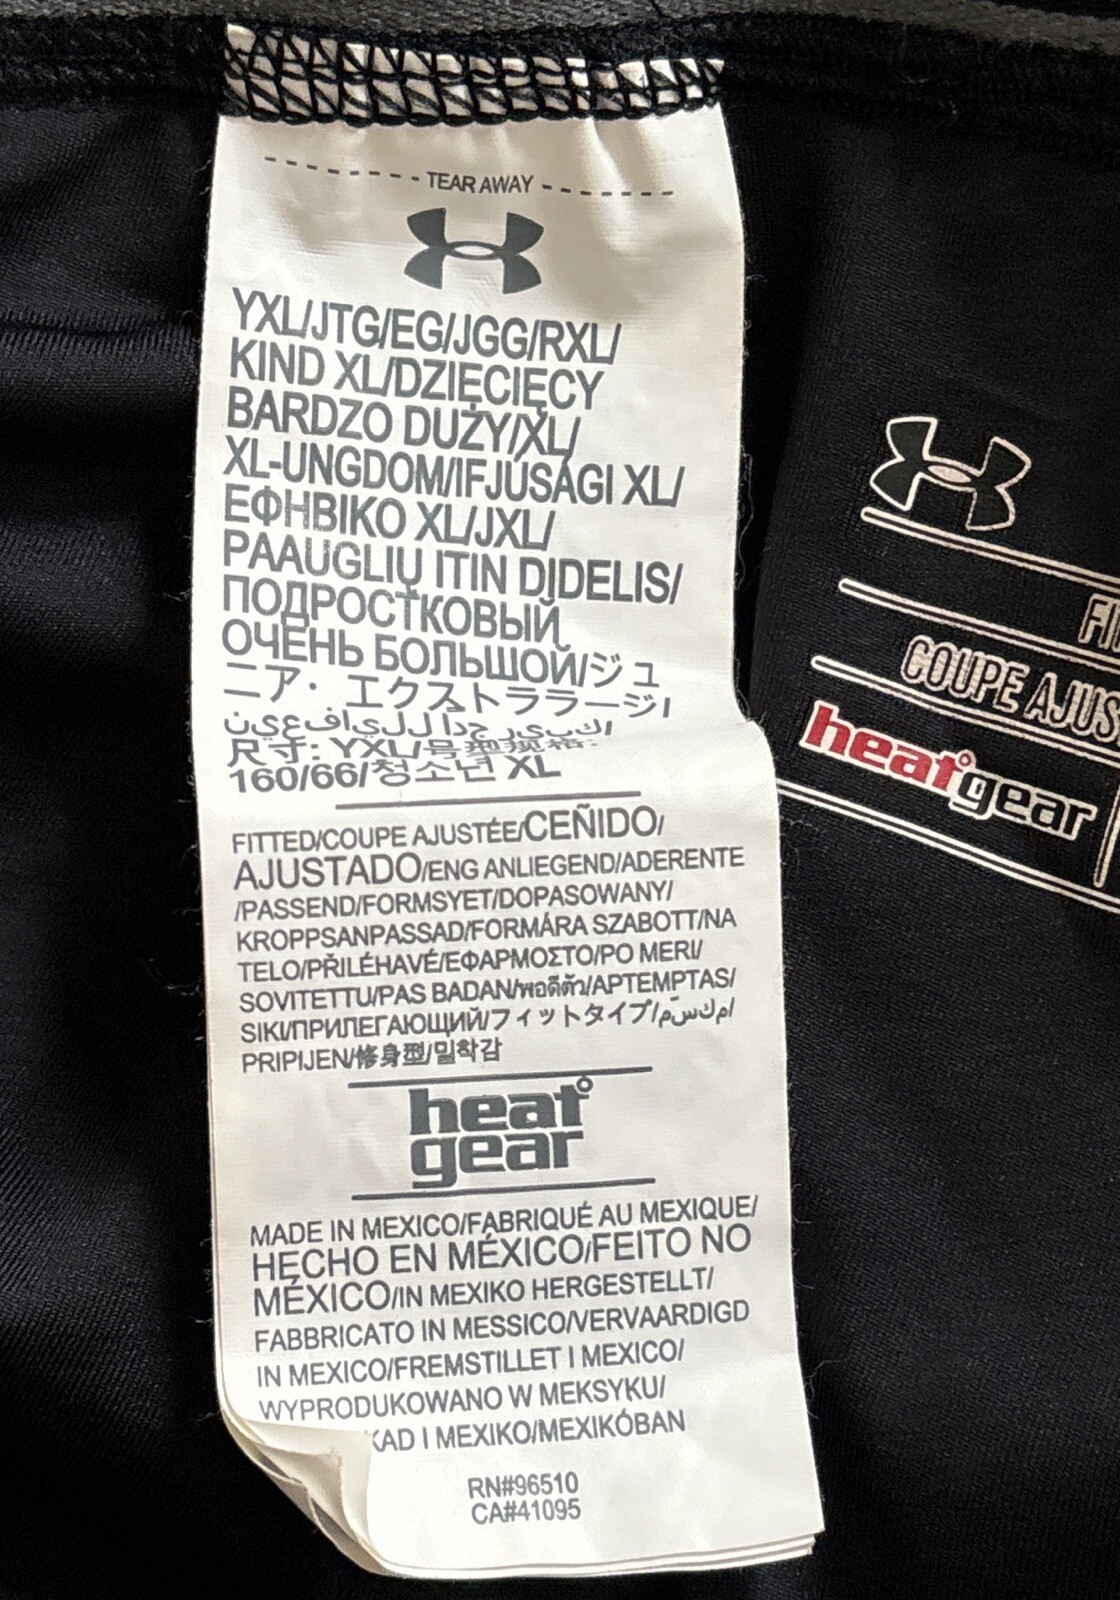 TEAR AWAY
YXL/JTG/EG/JGG/RXL/
KIND XL/DZIĘCIĘCY
BARDZO DUŻY/XL/
XL-UNGDOM/IFJÚSÁGI XL/
ΕΦΗΒΙΚΟ XL/JXL/
PAAUGLIŲ ITIN DIDELIS/
ПОДРОСТКОВЫЙ
ОЧЕНЬ БОЛЬШОЙ/ジュ
ニア・エクストララージ/
尺寸: YXL/号型规格:
160/66/청소년 XL
FITTED/COUPE AJUSTÉE/CEÑIDO/
AJUSTADO/ENG ANLIEGEND/ADERENTE
/PASSEND/FORMSYET/DOPASOWANY/
KROPPSANPASSAD/FORMÁRA SZABOTT/NA
TELO/PŘILÉHAVÉ/ΕΦΑΡΜΟΣΤΟ/PO MERI/
SOVITETTU/PAS BADAN/พอดีตัว/APTEMPTAS/
SIKI/ПРИЛЕГАЮЩИЙ/フィットタイプ/
PRIPIJEN/修身型/밀착감
heat
gear
MADE IN MEXICO/FABRIQUÉ AU MEXIQUE/
HECHO EN MÉXICO/FEITO NO
MÉXICO/IN MEXIKO HERGESTELLT/
FABBRICATO IN MESSICO/VERVAARDIGD
IN MEXICO/FREMSTILLET I MEXICO/
WYPRODUKOWANO W MEKSYKU/
KAD I MEXIKO/MEXIKÓBAN
RN#96510
CA#41095
FI
COUPE AJUS
heatgear